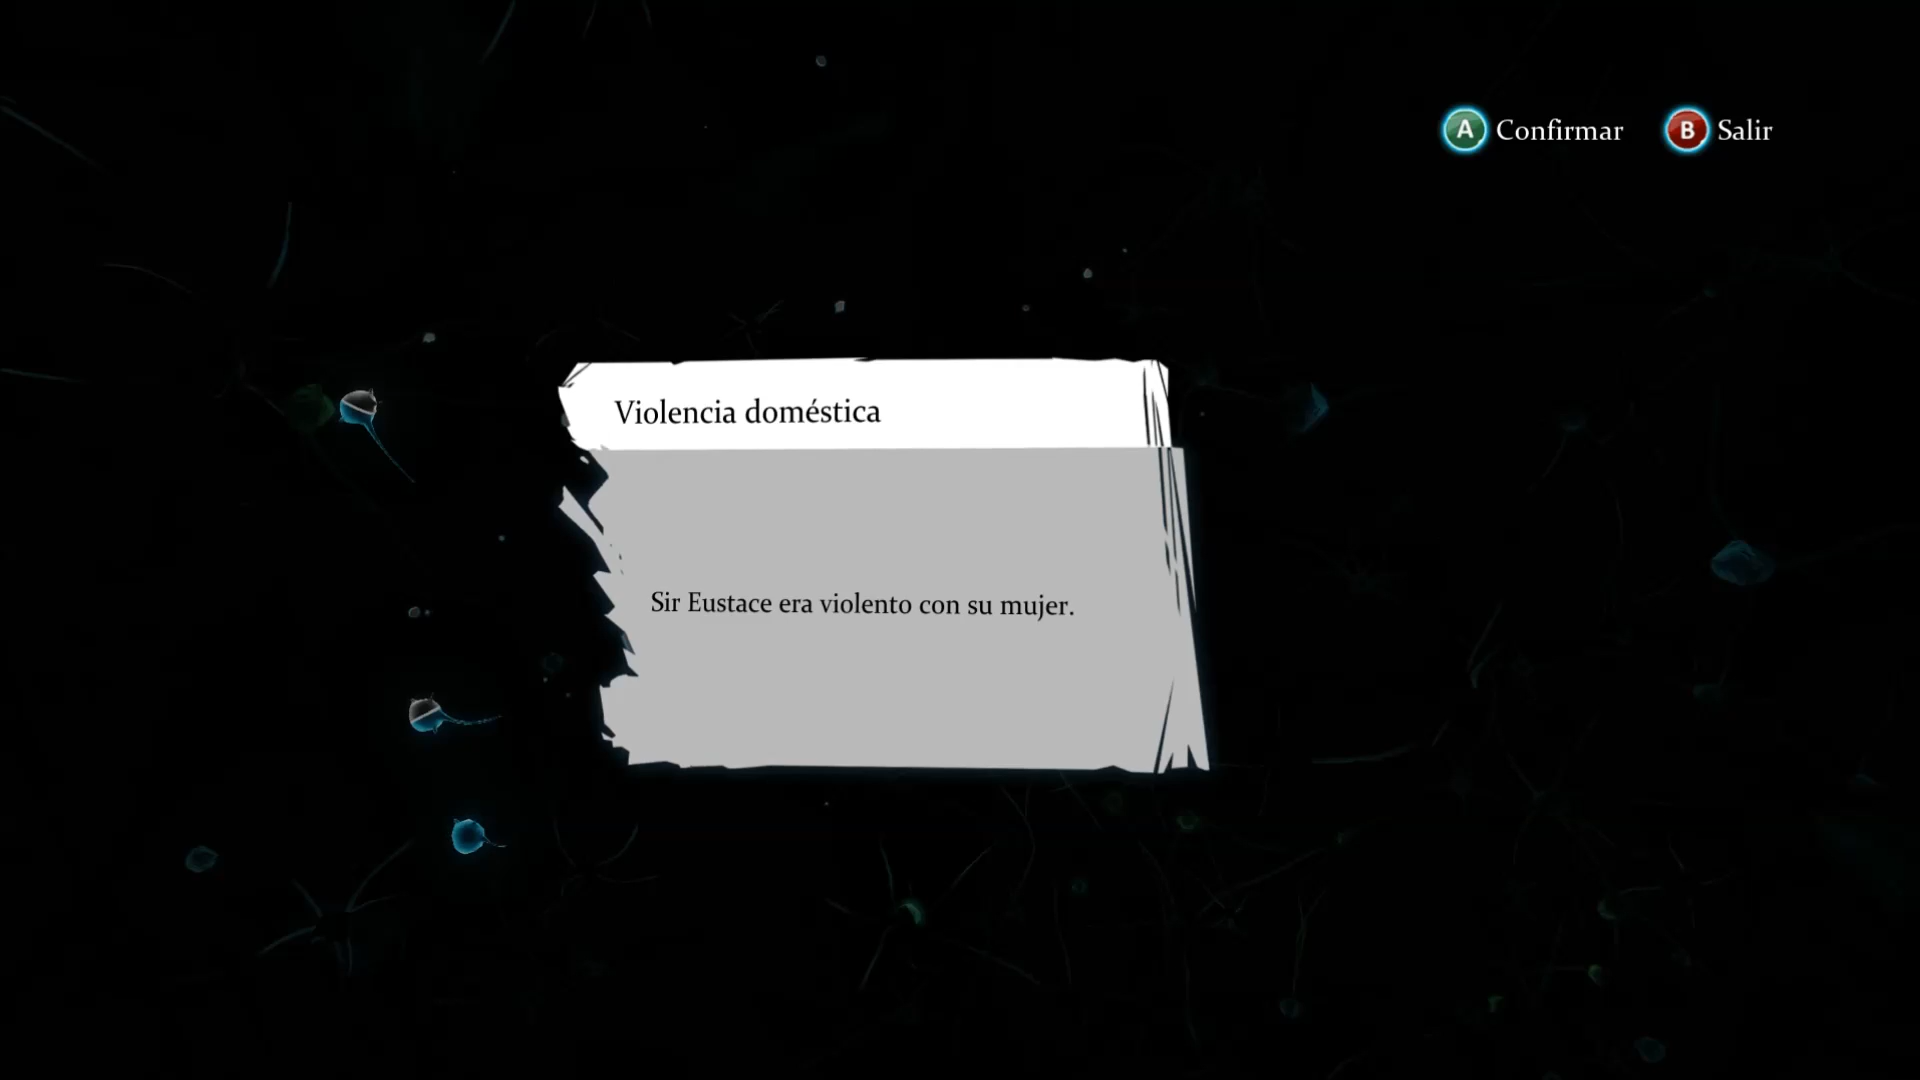 A Confirmar B Salir
Violencia doméstica
Sir Eustace era violento con su mujer.